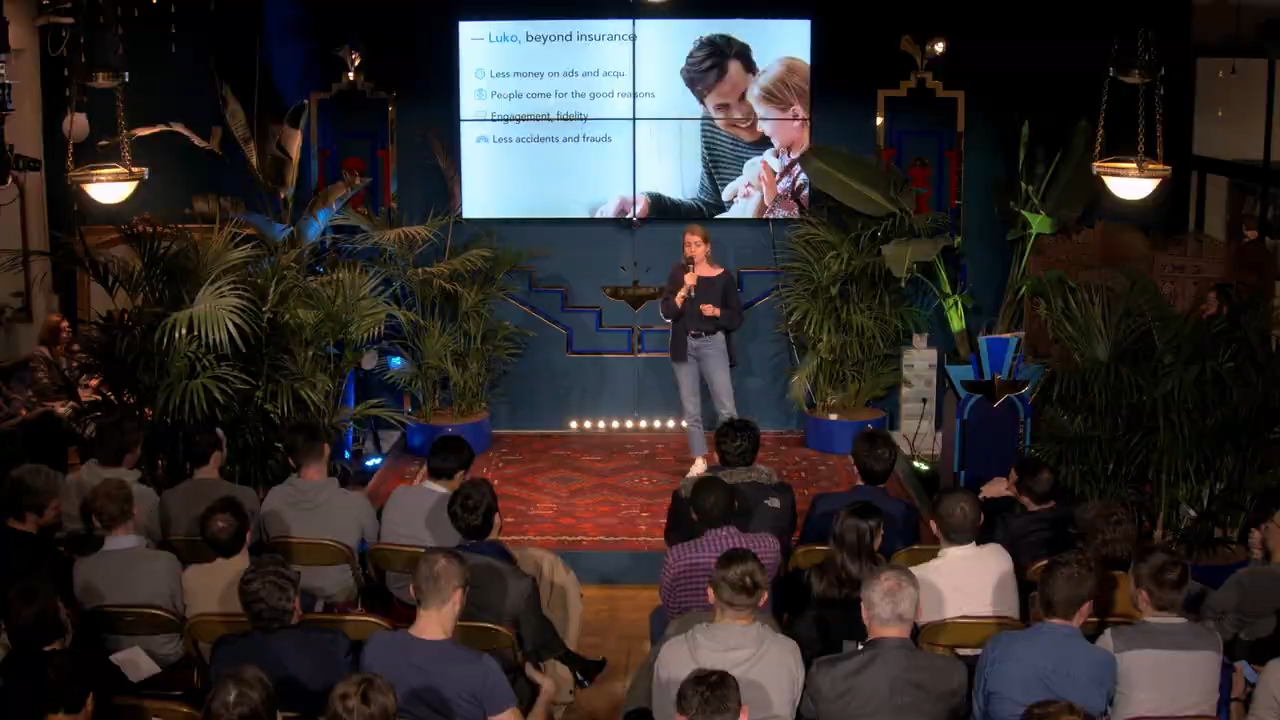 — Luko, beyond insurance
Less money on ads and acqu.
People come for the good reasons
Engagement, fidelity
Less accidents and frauds